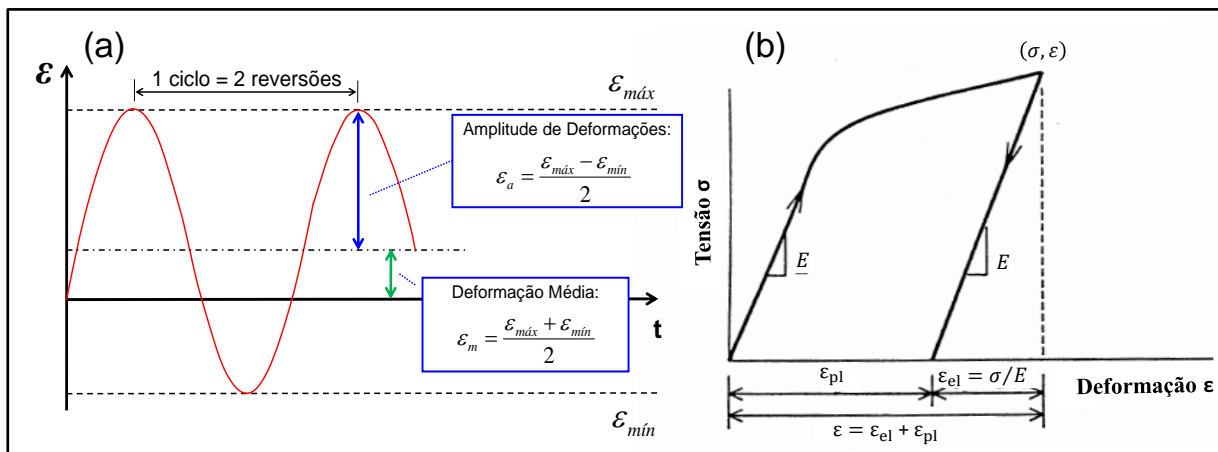 (a)
ε
1 ciclo = 2 reversões
ε_máx
Amplitude de Deformações:
ε_a = (ε_máx − ε_mín) / 2
Deformação Média:
ε_m = (ε_máx + ε_mín) / 2
t
ε_mín
(b)
(σ, ε)
Tensão σ
E
E
ε_pl
ε_el = σ/E
Deformação ε
ε = ε_el + ε_pl